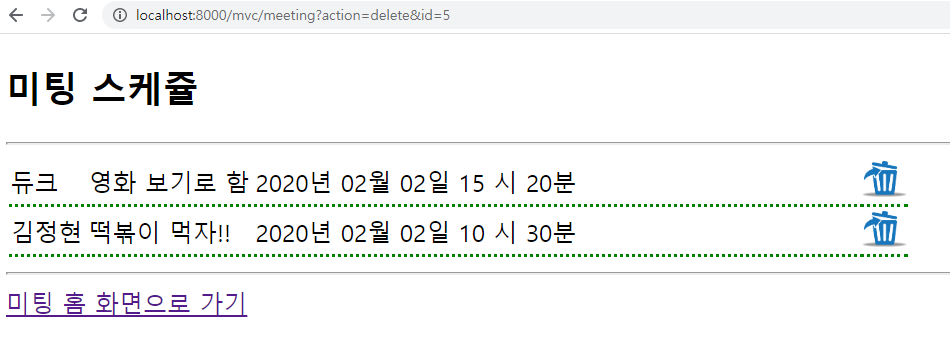 localhost:8000/mvc/meeting?action=delete&id=5
미팅 스케쥴
듀크 영화 보기로 함 2020년 02월 02일 15 시 20분
김정현 떡볶이 먹자!! 2020년 02월 02일 10 시 30분
미팅 홈 화면으로 가기